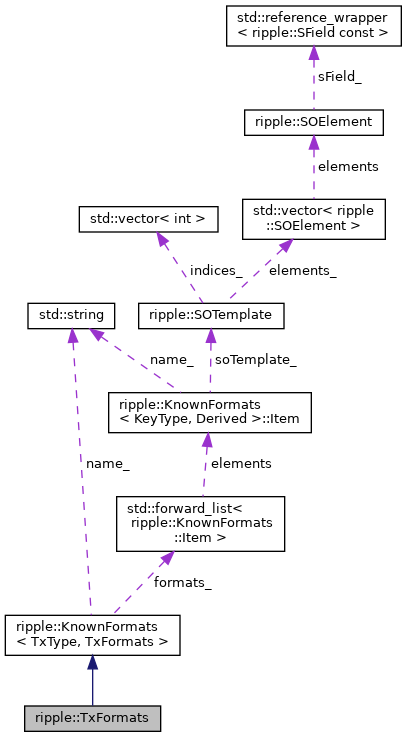 std::reference_wrapper
< ripple::SField const >
sField_
ripple::SOElement
elements
std::vector< int >
std::vector< ripple
::SOElement >
indices_
elements_
std::string
ripple::SOTemplate
name_
soTemplate_
ripple::KnownFormats
< KeyType, Derived >::Item
name_
elements
std::forward_list<
ripple::KnownFormats
::Item >
formats_
ripple::KnownFormats
< TxType, TxFormats >
ripple::TxFormats